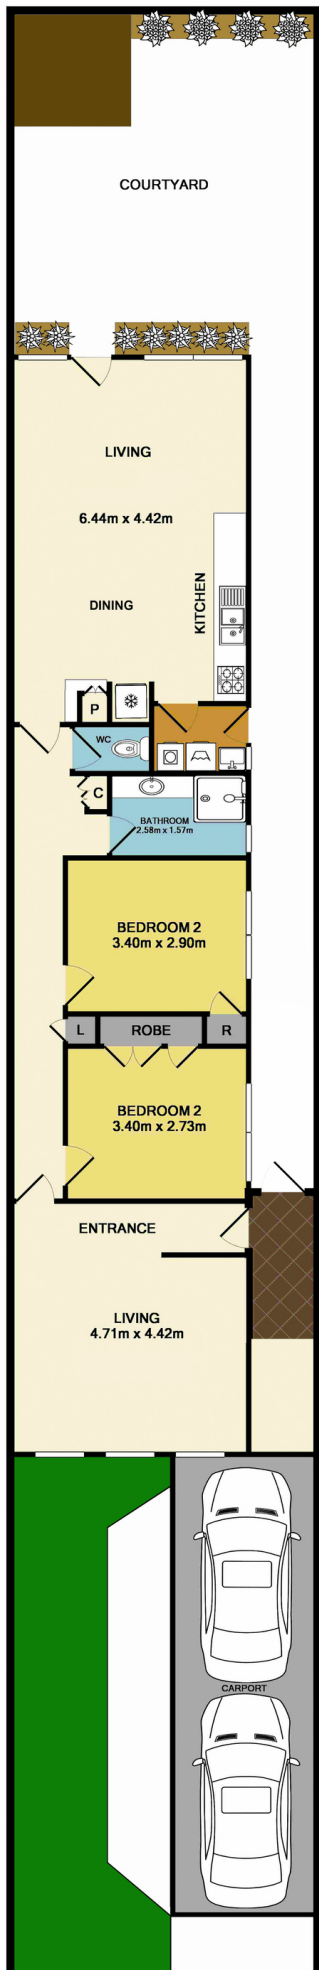 COURTYARD
LIVING
6.44m x 4.42m
DINING
KITCHEN
P
WC
C
BATHROOM
2.58m x 1.57m
BEDROOM 2
3.40m x 2.90m
L
ROBE
R
BEDROOM 2
3.40m x 2.73m
ENTRANCE
LIVING
4.71m x 4.42m
CARPORT